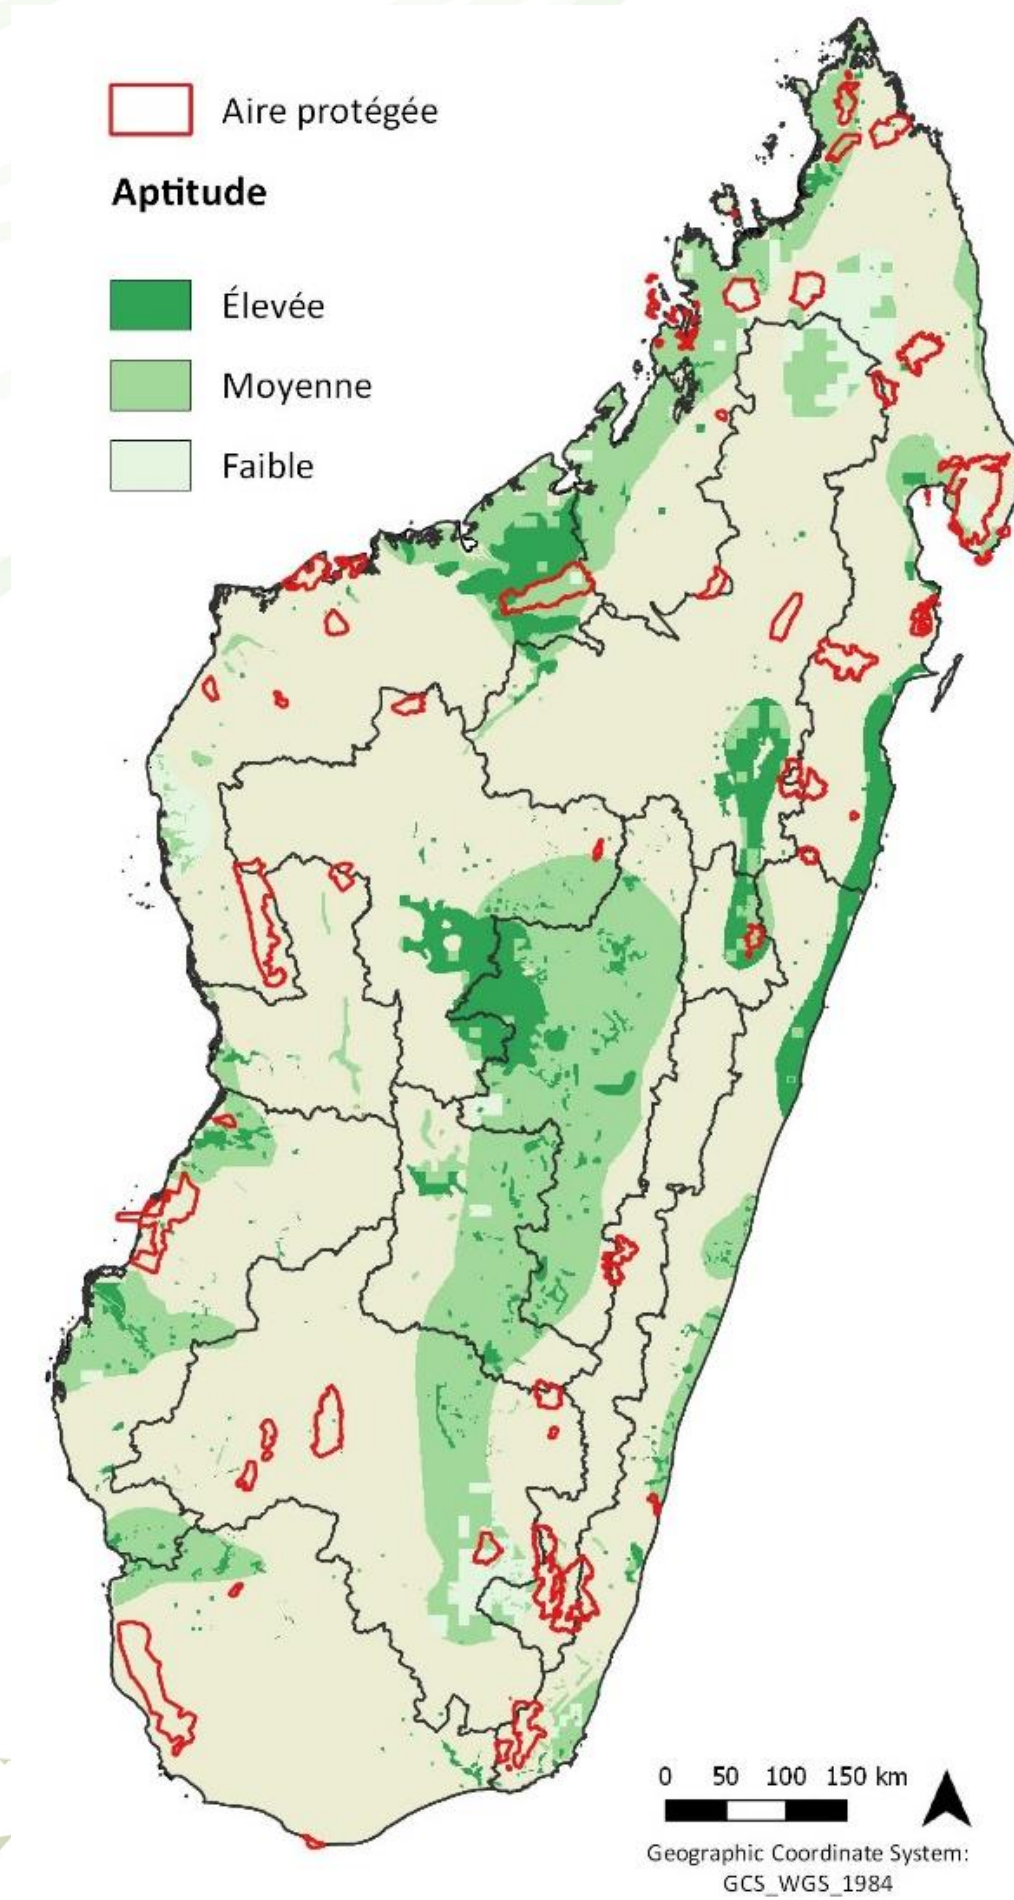 Aire protégée
Aptitude
Élevée
Moyenne
Faible
0 50 100 150 km
Geographic Coordinate System:
GCS_WGS_1984